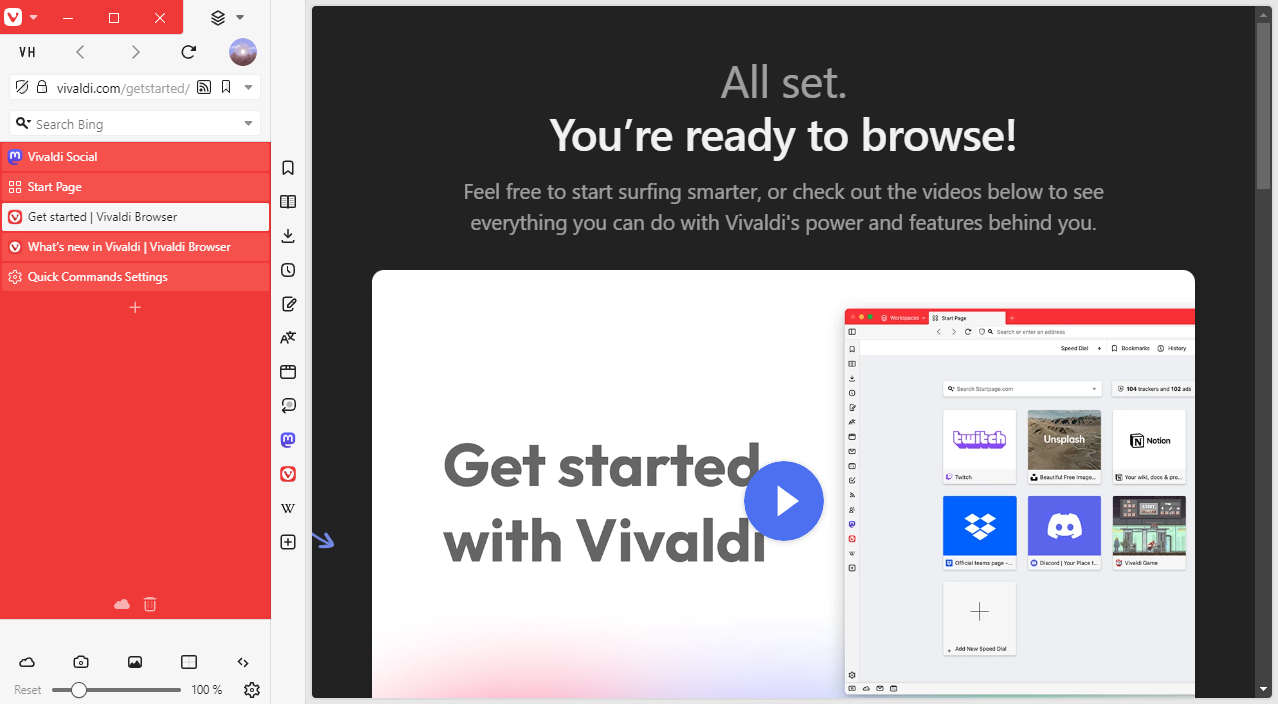 VH
vivaldi.com/getstarted/
Search Bing
Vivaldi Social
Start Page
Get started | Vivaldi Browser
What's new in Vivaldi | Vivaldi Browser
Quick Commands Settings
Reset
100 %
All set.
You're ready to browse!
Feel free to start surfing smarter, or check out the videos below to see
everything you can do with Vivaldi's power and features behind you.
Get started
with Vivaldi
Workspaces
Start Page
Search or enter an address
Speed Dial
Bookmarks
History
Search Startpage.com
104 trackers and 102 ads
twitch
Twitch
Unsplash
Beautiful Free Image...
Notion
Your wiki, docs & pro...
Official teams page -...
Discord | Your Place t...
Vivaldi Game
Add New Speed Dial